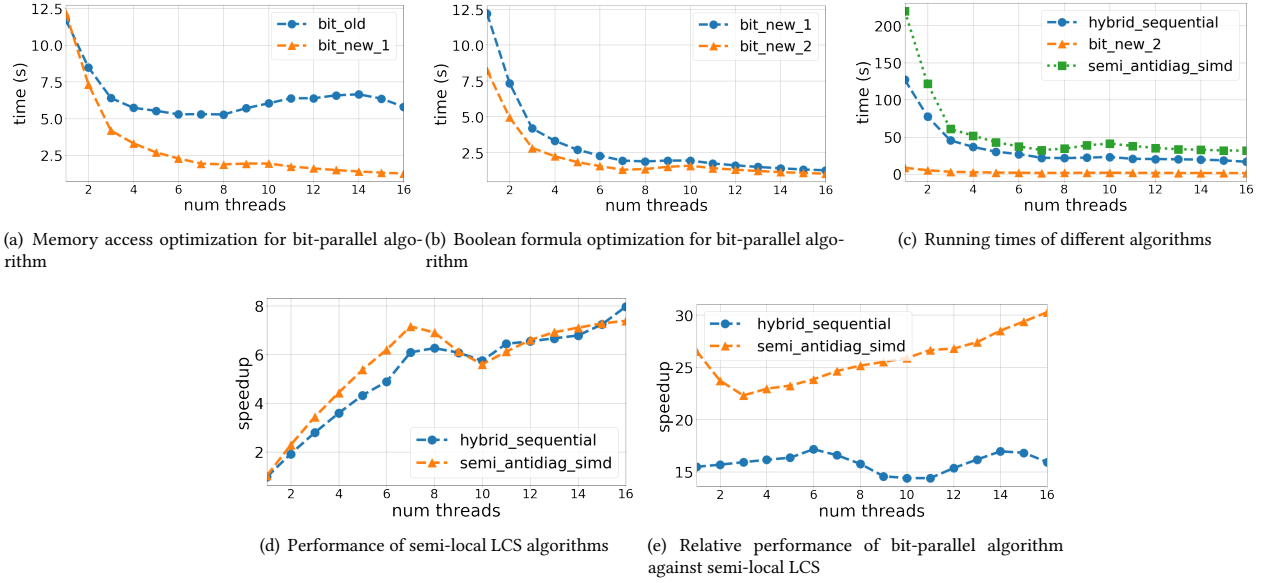 12.5
10.0
7.5
5.0
2.5
time (s)
bit_old
bit_new_1
2 4 6 8 10 12 14 16
num threads
(a) Memory access optimization for bit-parallel algo-
rithm
12.5
10.0
7.5
5.0
2.5
time (s)
bit_new_1
bit_new_2
2 4 6 8 10 12 14 16
num threads
(b) Boolean formula optimization for bit-parallel algo-
rithm
200
150
100
50
0
time (s)
hybrid_sequential
bit_new_2
semi_antidiag_simd
2 4 6 8 10 12 14 16
num threads
(c) Running times of different algorithms
8
6
4
2
speedup
hybrid_sequential
semi_antidiag_simd
2 4 6 8 10 12 14 16
num threads
(d) Performance of semi-local LCS algorithms
30
25
20
15
speedup
hybrid_sequential
semi_antidiag_simd
2 4 6 8 10 12 14 16
num threads
(e) Relative performance of bit-parallel algorithm
against semi-local LCS